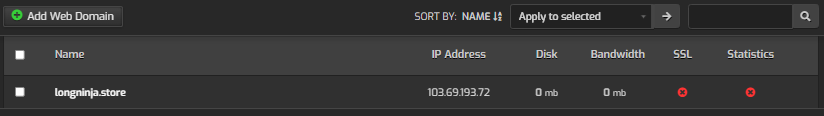 Add Web Domain SORT BY: NAME Apply to selected
Name IP Address Disk Bandwidth SSL Statistics
longninja.store 103.69.193.72 0 mb 0 mb